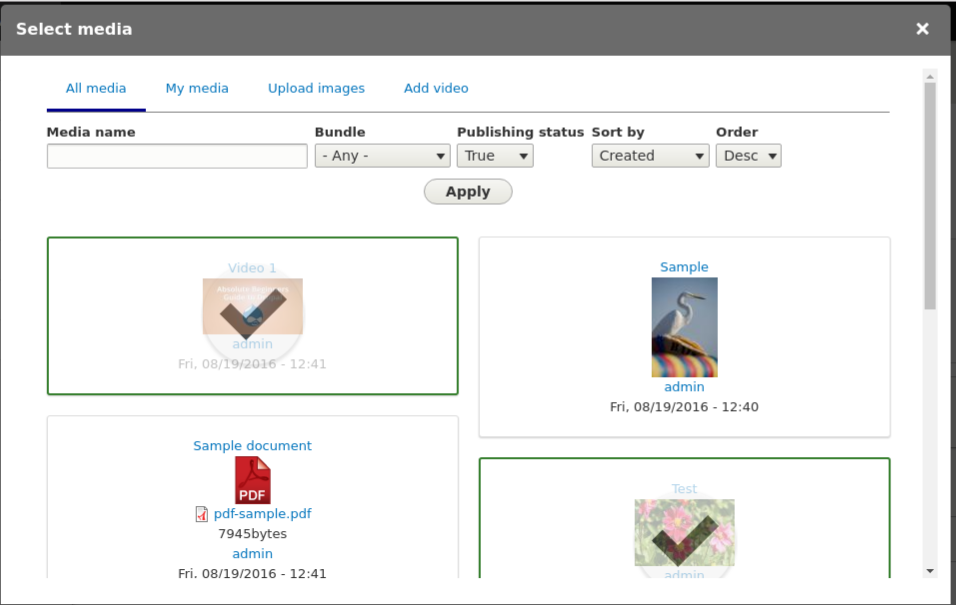 Select media
All media My media Upload images Add video
Media name Bundle Publishing status Sort by Order
- Any - True Created Desc
Apply
Video 1
Absolute Beginners
admin
Fri, 08/19/2016 - 12:41
Sample
admin
Fri, 08/19/2016 - 12:40
Sample document
PDF
pdf-sample.pdf
7945bytes
admin
Fri, 08/19/2016 - 12:41
Test
admin